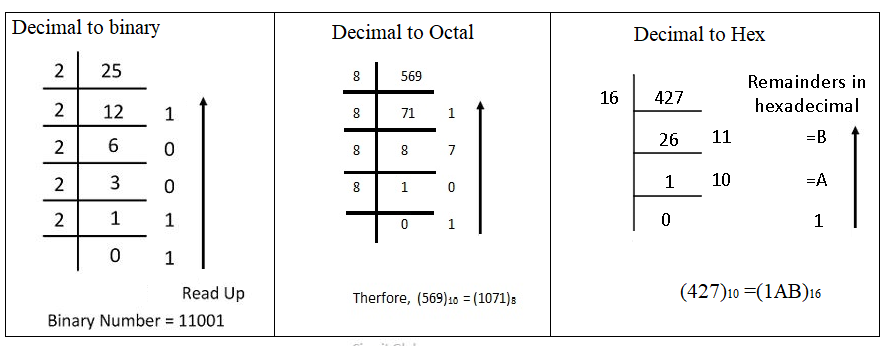 Decimal to binary
2 25
2 12 1
2 6 0
2 3 0
2 1 1
0 1
Read Up
Binary Number = 11001
Decimal to Octal
8 569
8 71 1
8 8 7
8 1 0
0 1
Therfore, (569)₁₀ = (1071)₈
Decimal to Hex
Remainders in
hexadecimal
16 427
26 11 =B
1 10 =A
0 1
(427)10 =(1AB)16